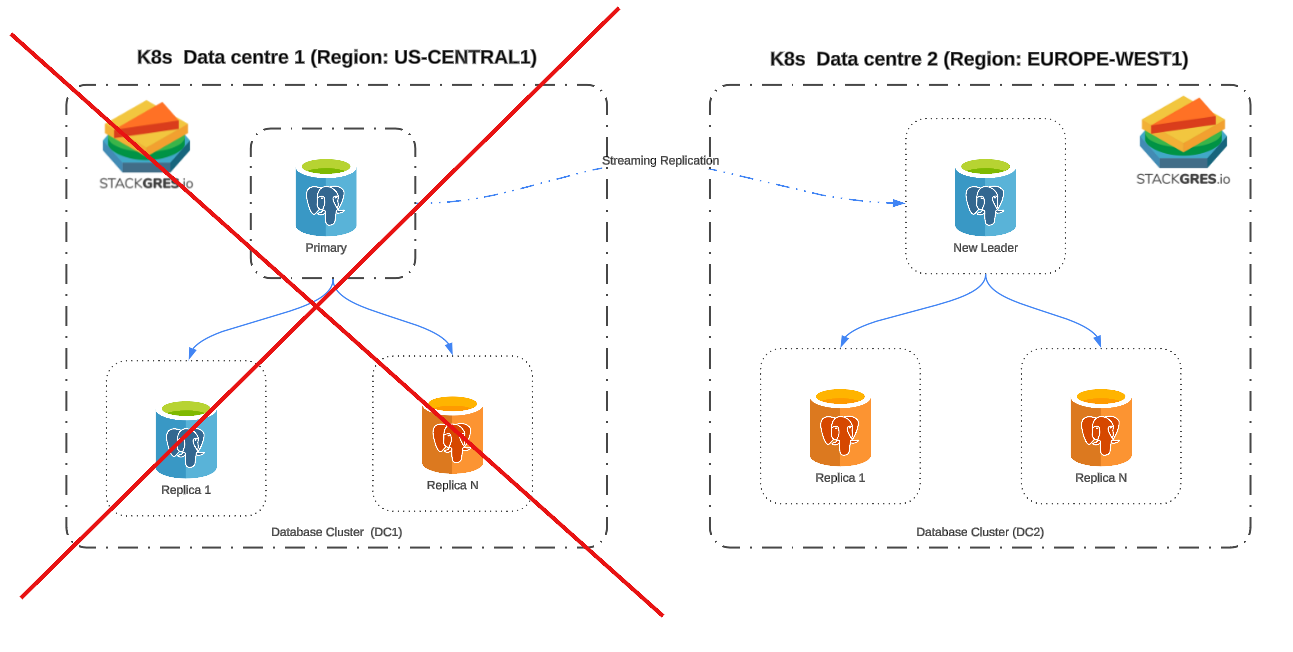 K8s  Data centre 1 (Region: US-CENTRAL1)
K8s  Data centre 2 (Region: EUROPE-WEST1)
STACKGRES.io
Primary
Streaming Replication
New Leader
STACKGRES.io
Replica 1
Replica N
Replica 1
Replica N
Database Cluster  (DC1)
Database Cluster (DC2)